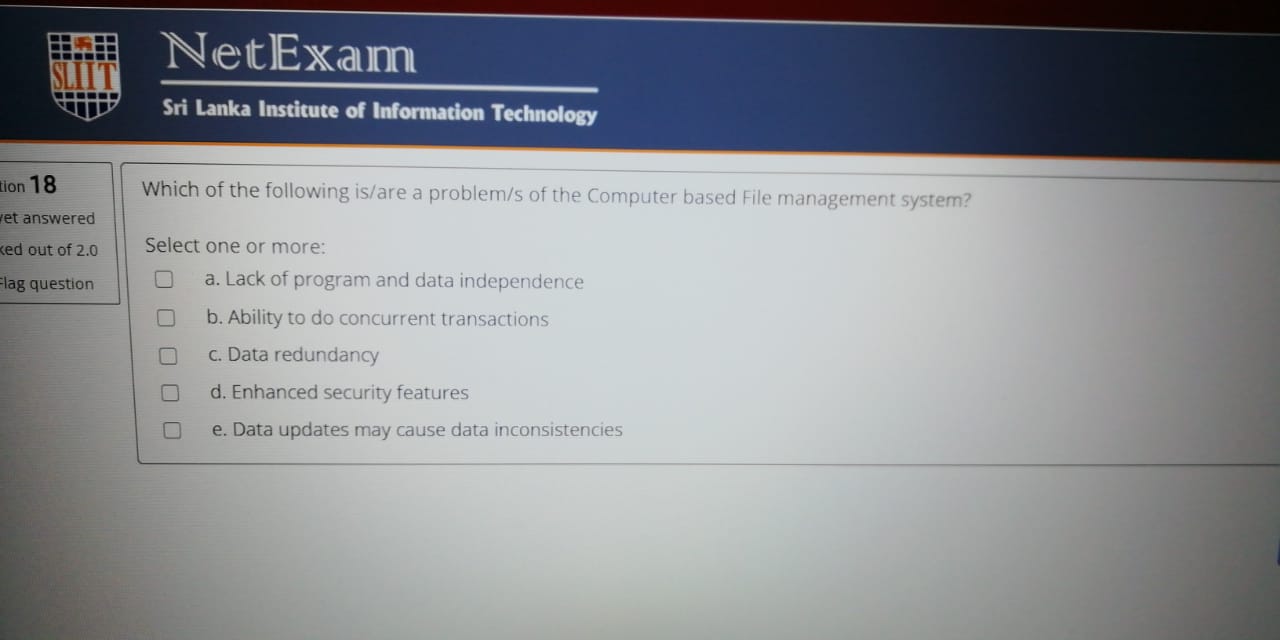 SLIIT
NetExam
Sri Lanka Institute of Information Technology
tion 18
yet answered
ked out of 2.0
Flag question
Which of the following is/are a problem/s of the Computer based File management system?
Select one or more:
a. Lack of program and data independence
b. Ability to do concurrent transactions
c. Data redundancy
d. Enhanced security features
e. Data updates may cause data inconsistencies